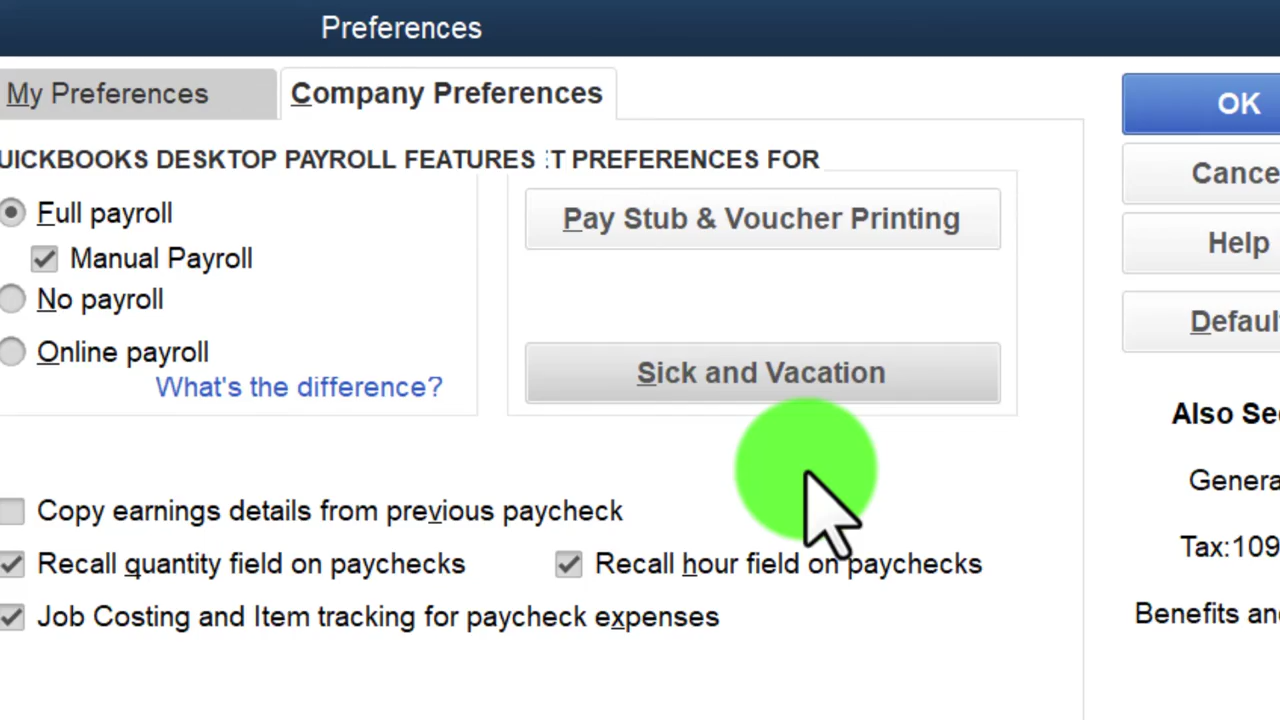 Preferences
My Preferences
Company Preferences
UICKBOOKS DESKTOP PAYROLL FEATURES
T PREFERENCES FOR
Full payroll
Manual Payroll
No payroll
Online payroll
What's the difference?
Pay Stub & Voucher Printing
Sick and Vacation
Copy earnings details from previous paycheck
Recall quantity field on paychecks
Recall hour field on paychecks
Job Costing and Item tracking for paycheck expenses
OK
Cance
Help
Defaul
Also See
Genera
Tax:109
Benefits and